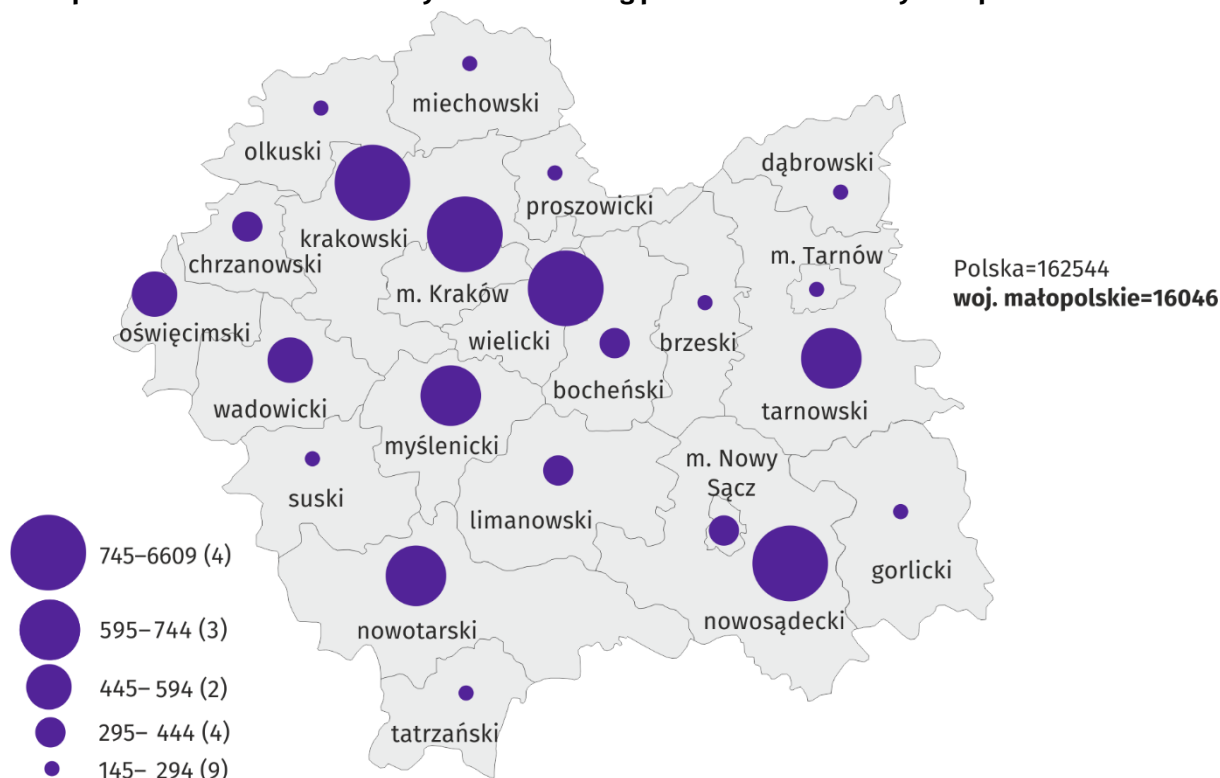 miechowski
olkuski
dąbrowski
proszowicki
krakowski
chrzanowski
m. Tarnów
m. Kraków
oświęcimski
wielicki
brzeski
bocheński
wadowicki
tarnowski
myślenicki
m. Nowy
Sącz
suski
limanowski
gorlicki
nowotarski
nowosądecki
tatrzański
Polska=162544
woj. małopolskie=16046
745–6609 (4)
595– 744 (3)
445– 594 (2)
295– 444 (4)
145– 294 (9)